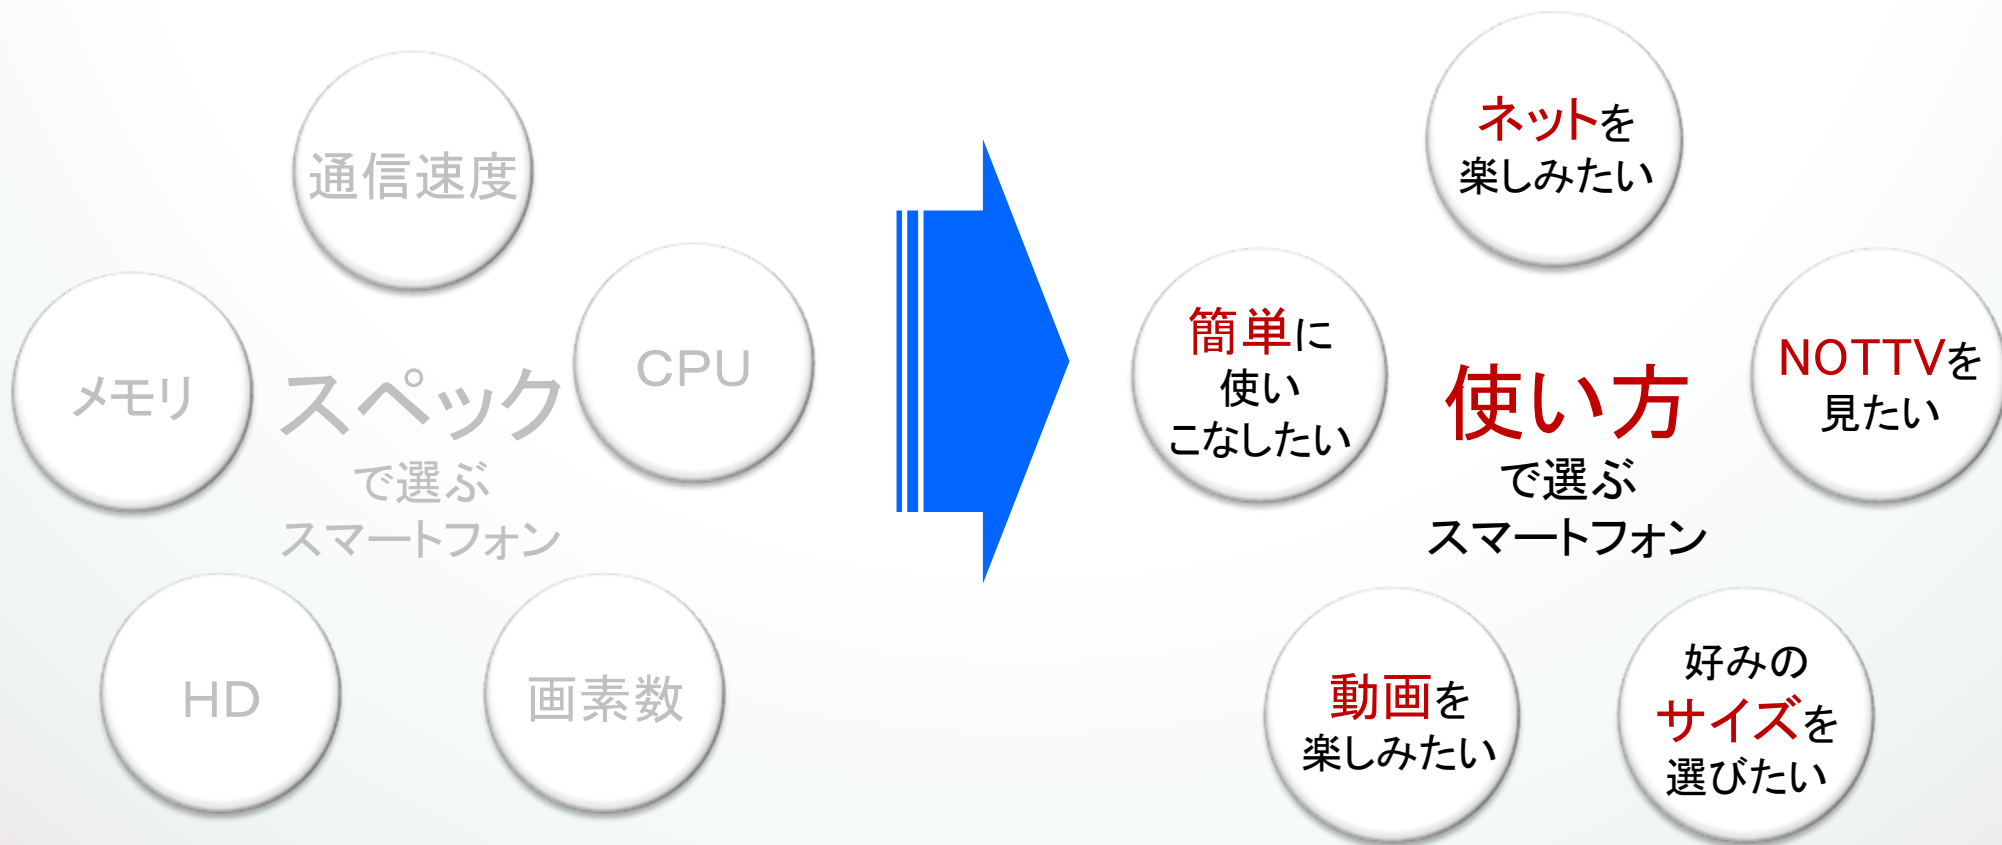 通信速度
メモリ
CPU
スペック
で選ぶ
スマートフォン
HD
画素数
ネットを
楽しみたい
簡単に
使い
こなしたい
NOTTVを
見たい
使い方
で選ぶ
スマートフォン
動画を
楽しみたい
好みの
サイズを
選びたい